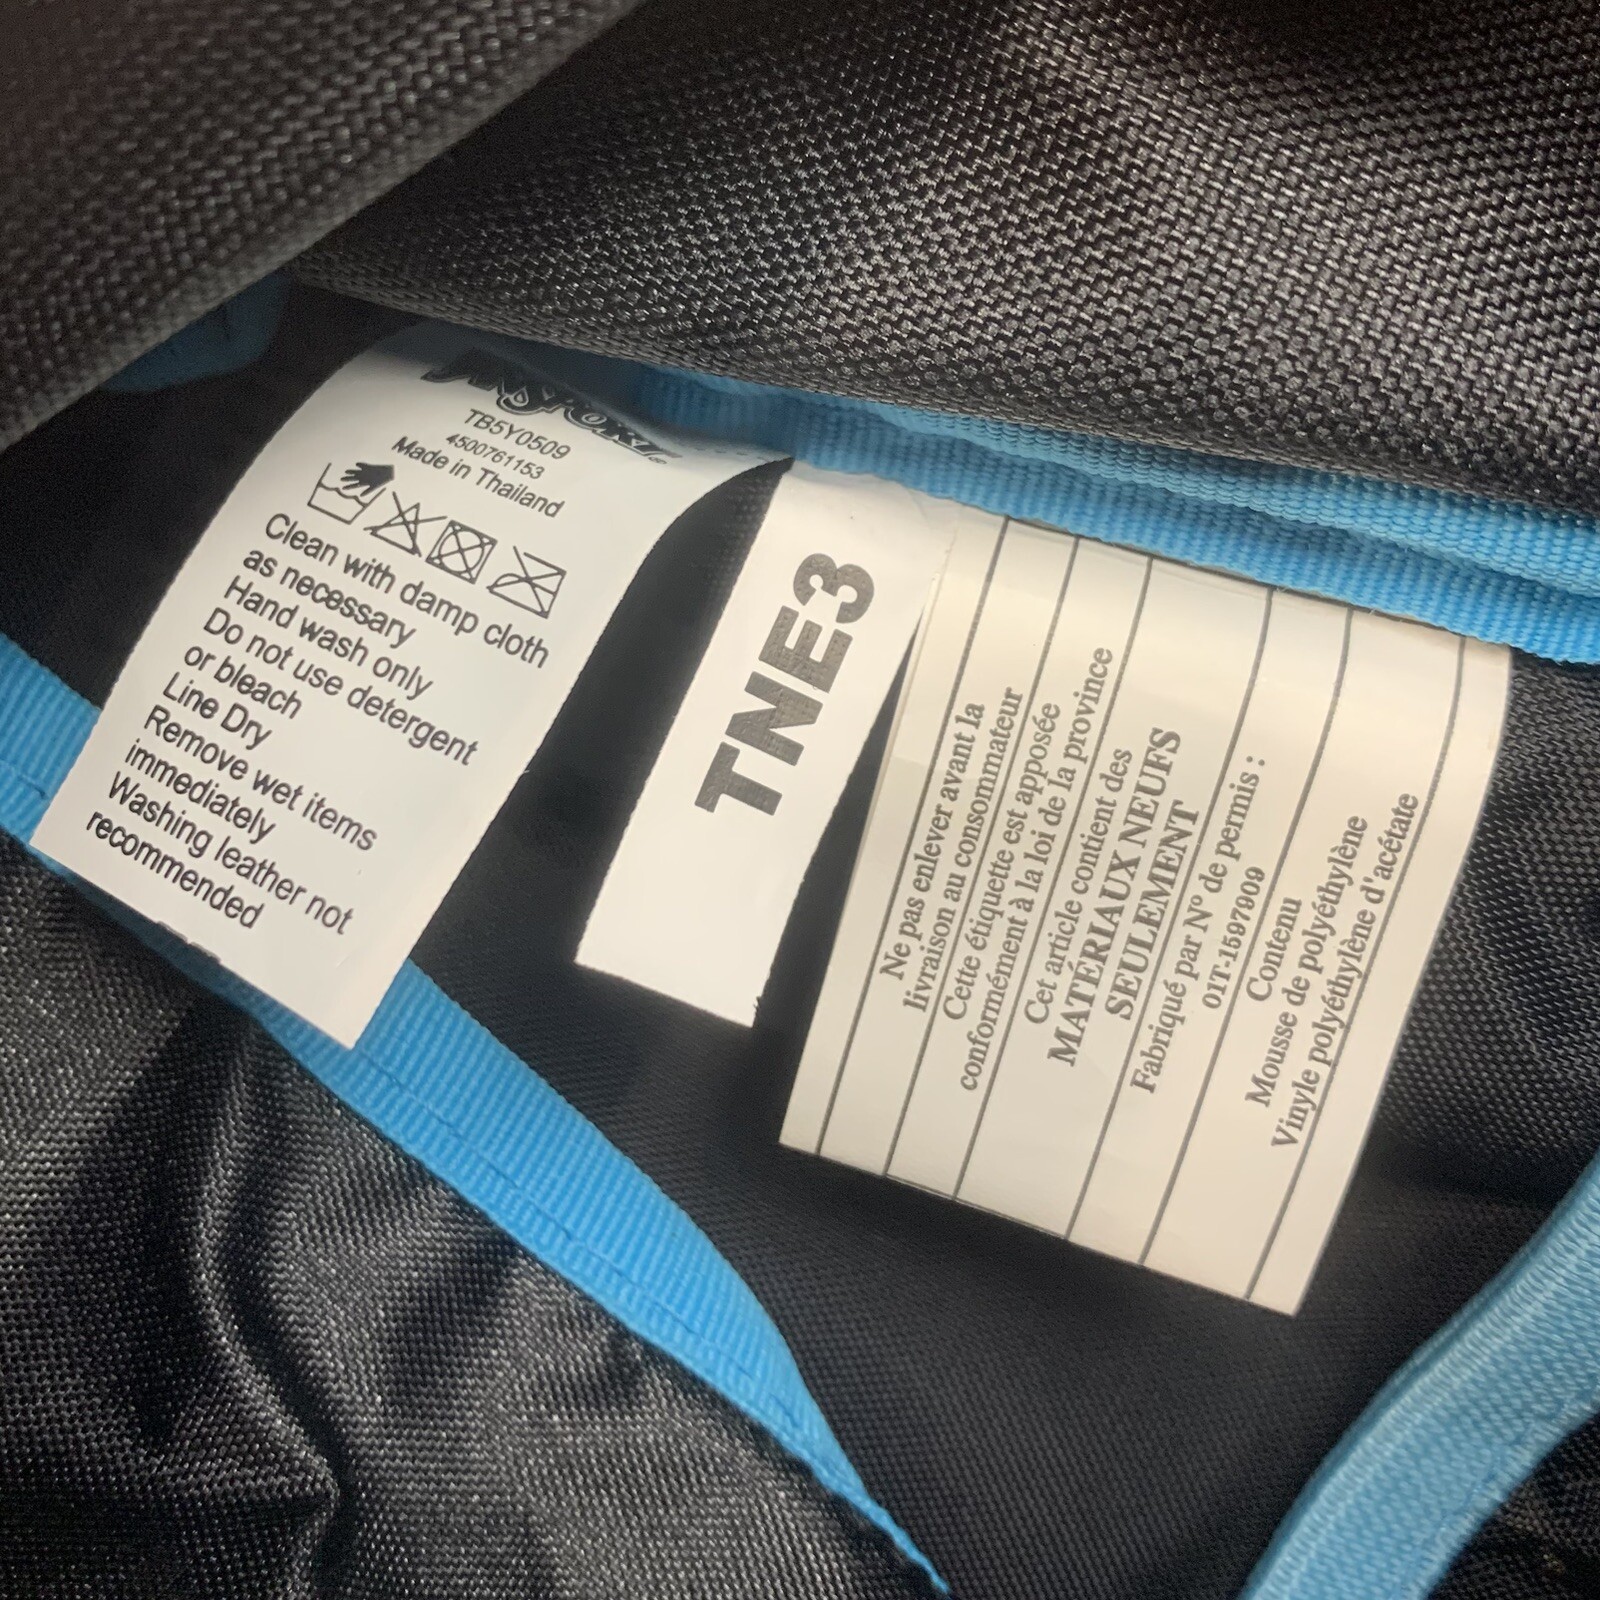 JANSPORT
TB5Y0509
4500761153
Made in Thailand
Clean with damp cloth
as necessary
Hand wash only
Do not use detergent
or bleach
Line Dry
Remove wet items
immediately
Washing leather not
recommended
TNE3
Ne pas enlever avant la
livraison au consommateur
Cette étiquette est apposée
conformément à la loi de la province
Cet article contient des
MATÉRIAUX NEUFS
SEULEMENT
Fabriqué par N° de permis :
01T-1597909
Contenu
Mousse de polyéthylène
Vinyle polyéthylène d'acétate